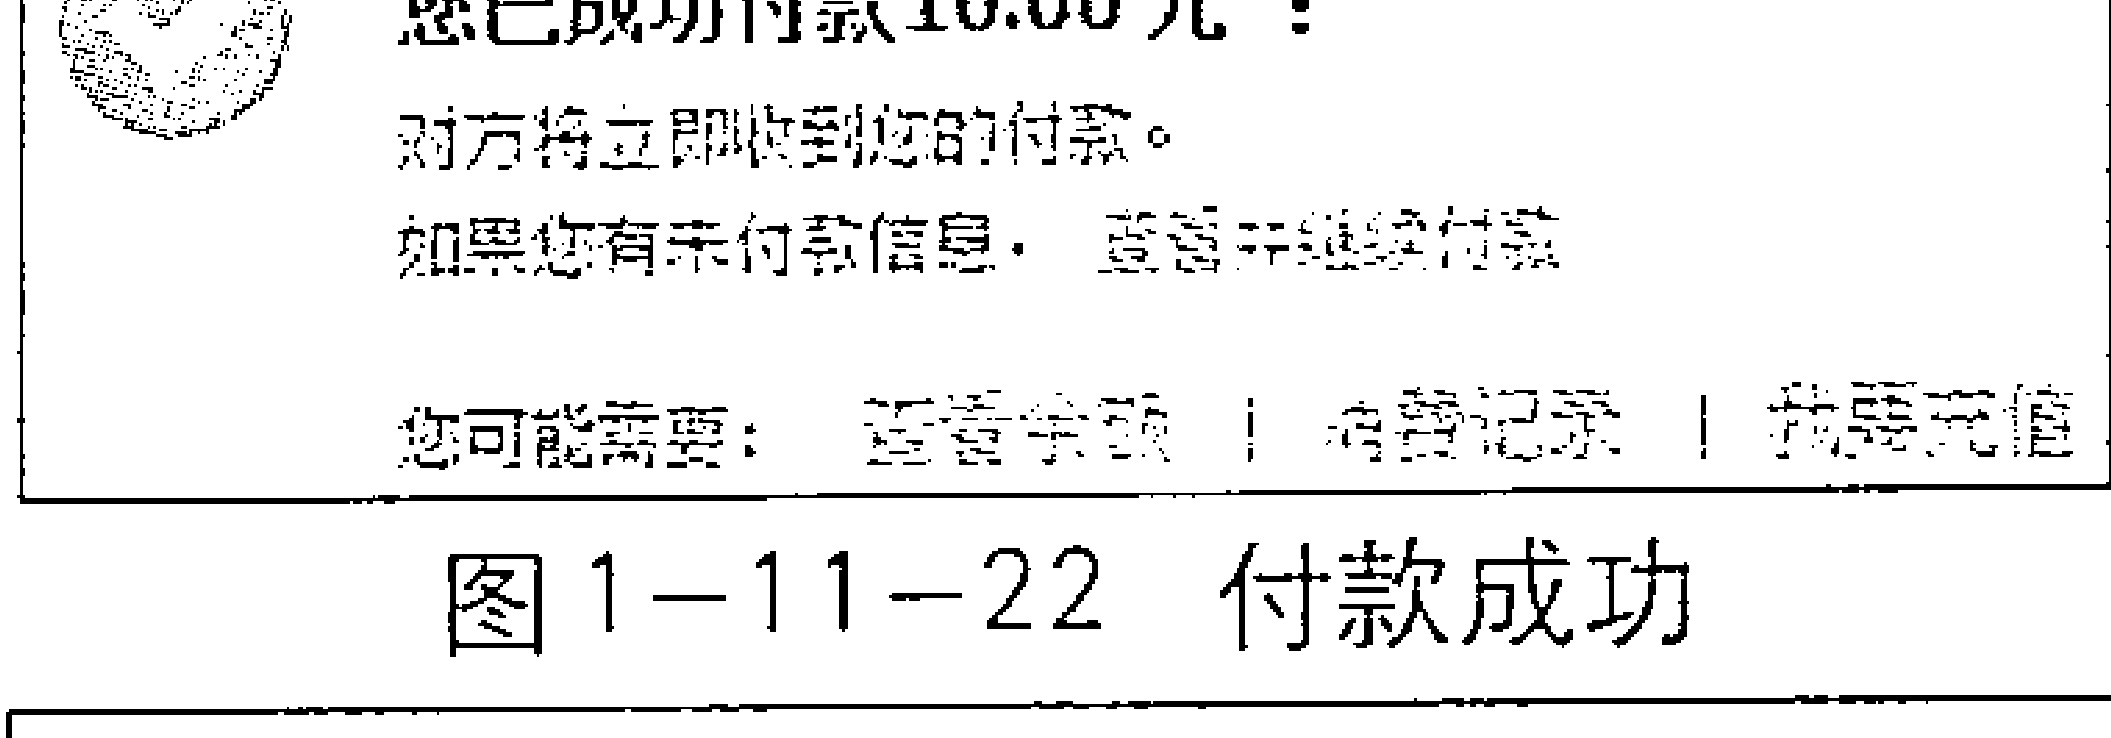 您已成功付款10.00元！
对方将立即收到您的付款。
如果您有未付款信息， 查看并继续付款
您可能需要： 查看余额 | 消费记录 | 我要充值
图1－11－22 付款成功